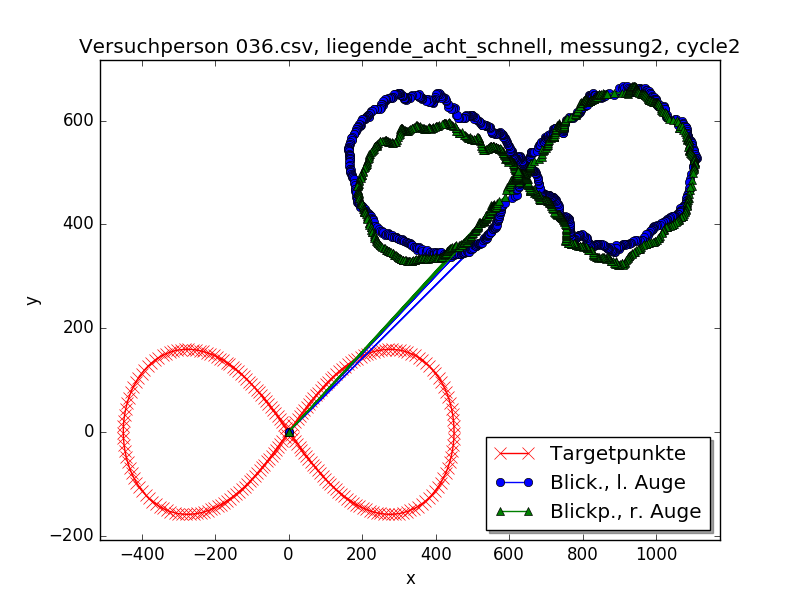 Versuchperson 036.csv, liegende_acht_schnell, messung2, cycle2
y
600
400
200
0
−200
−400
−200
0
200
400
600
800
1000
x
Targetpunkte
Blick., l. Auge
Blickp., r. Auge